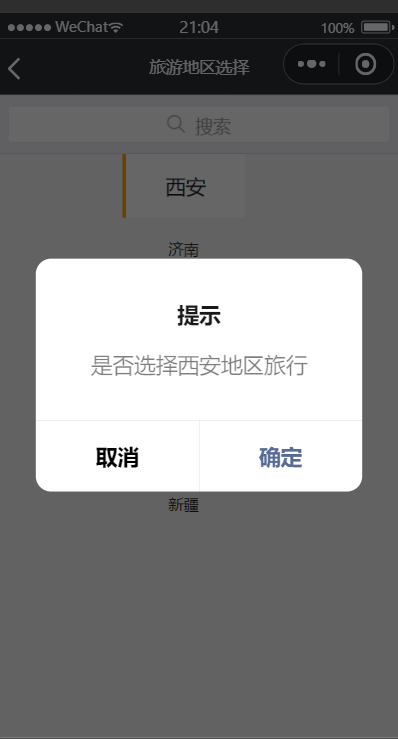 WeChat 21:04 100%
旅游地区选择
搜索
西安
济南
提示
是否选择西安地区旅行
取消 确定
新疆